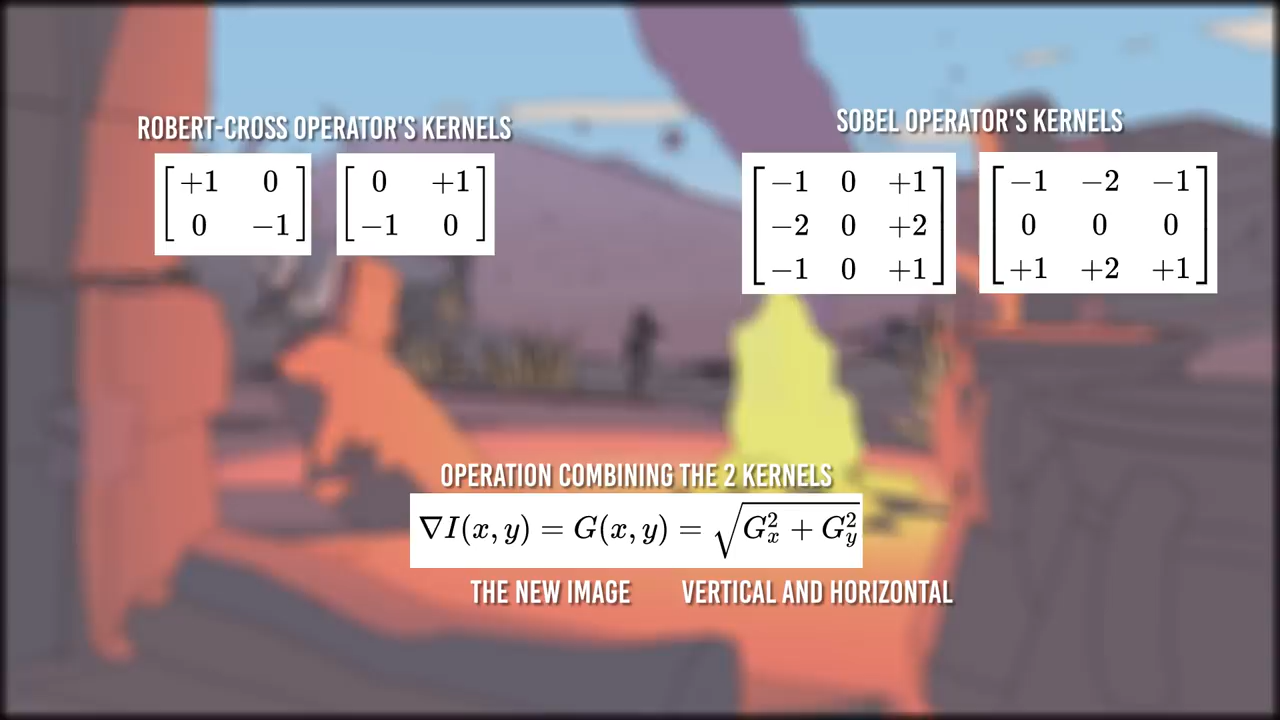 ROBERT-CROSS OPERATOR'S KERNELS
[+1 0
0 -1]
[0 +1
-1 0]
SOBEL OPERATOR'S KERNELS
[-1 0 +1
-2 0 +2
-1 0 +1]
[-1 -2 -1
0 0 0
+1 +2 +1]
OPERATION COMBINING THE 2 KERNELS
∇I(x, y) = G(x, y) = √(G_x^2 + G_y^2)
THE NEW IMAGE VERTICAL AND HORIZONTAL